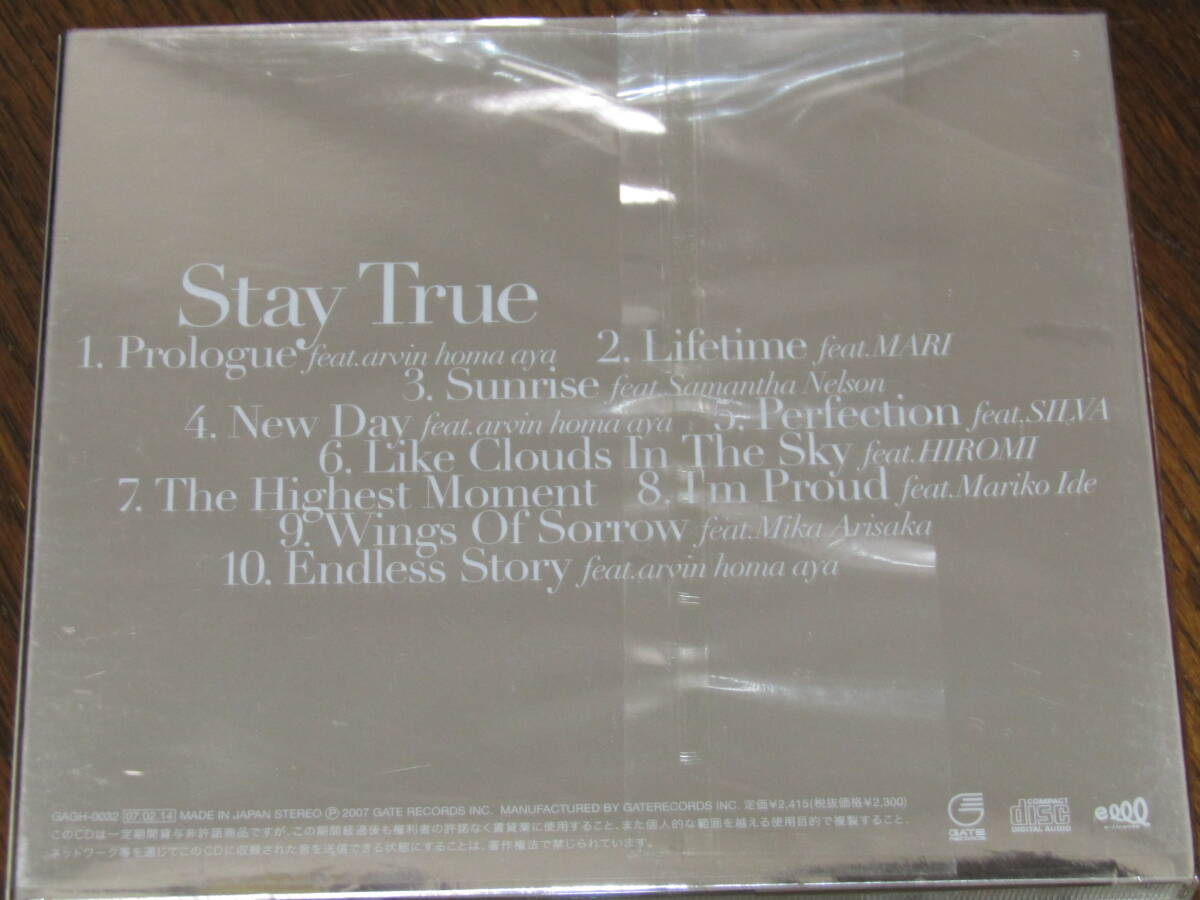 Stay True
1. Prologue feat.arvin homa aya 2. Lifetime feat.MARI
3. Sunrise feat.Samantha Nelson
4. New Day feat.arvin homa aya 5. Perfection feat.SILVA
6. Like Clouds In The Sky feat.HIROMI
7. The Highest Moment 8. I'm Proud feat.Mariko Ide
9. Wings Of Sorrow feat.Mika Arisaka
10. Endless Story feat.arvin homa aya
GAGH-0032 07.02.14 MADE IN JAPAN STEREO Ⓟ 2007 GATE RECORDS INC. MANUFACTURED BY GATERECORDS INC. 定価¥2,415(税抜価格¥2,300)
このCDは一定期間貸与非許諾商品ですが、この期間経過後も権利者の許諾なく賃貸業に使用すること、また個人的な範囲を越える使用目的で複製すること、
ネットワーク等を通じてこのCDに収録された音を送信できる状態にすることは、著作権法で禁じられています。
GATE
COMPACT
disc
DIGITAL AUDIO